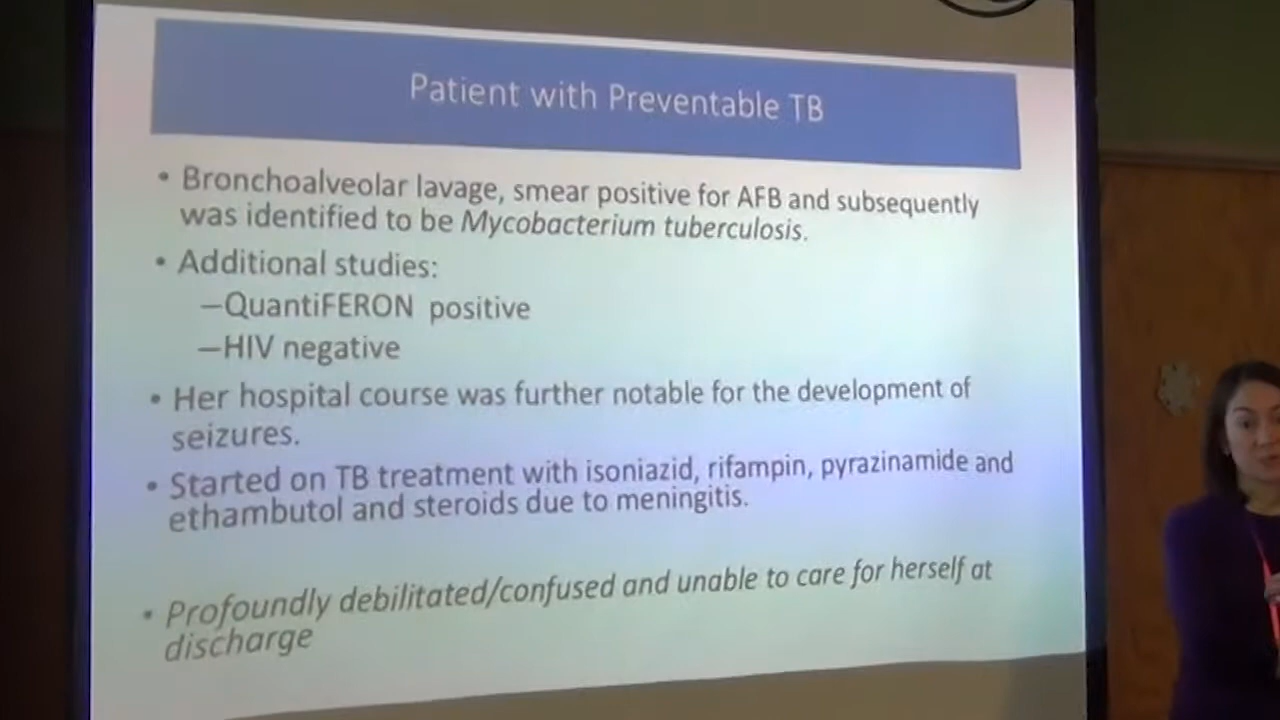 Patient with Preventable TB
• Bronchoalveolar lavage, smear positive for AFB and subsequently
was identified to be Mycobacterium tuberculosis.
• Additional studies:
—QuantiFERON positive
—HIV negative
• Her hospital course was further notable for the development of
seizures.
• Started on TB treatment with isoniazid, rifampin, pyrazinamide and
ethambutol and steroids due to meningitis.
• Profoundly debilitated/confused and unable to care for herself at
discharge